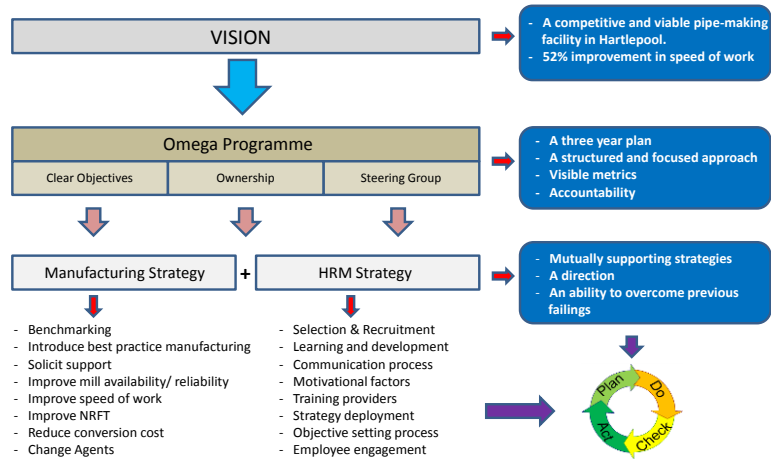 VISION
- A competitive and viable pipe-making
facility in Hartlepool.
- 52% improvement in speed of work
Omega Programme
Clear Objectives
Ownership
Steering Group
- A three year plan
- A structured and focused approach
- Visible metrics
- Accountability
Manufacturing Strategy
+
HRM Strategy
- Mutually supporting strategies
- A direction
- An ability to overcome previous
failings
- Benchmarking
- Introduce best practice manufacturing
- Solicit support
- Improve mill availability/ reliability
- Improve speed of work
- Improve NRFT
- Reduce conversion cost
- Change Agents
- Selection & Recruitment
- Learning and development
- Communication process
- Motivational factors
- Training providers
- Strategy deployment
- Objective setting process
- Employee engagement
Plan
Do
Check
Act